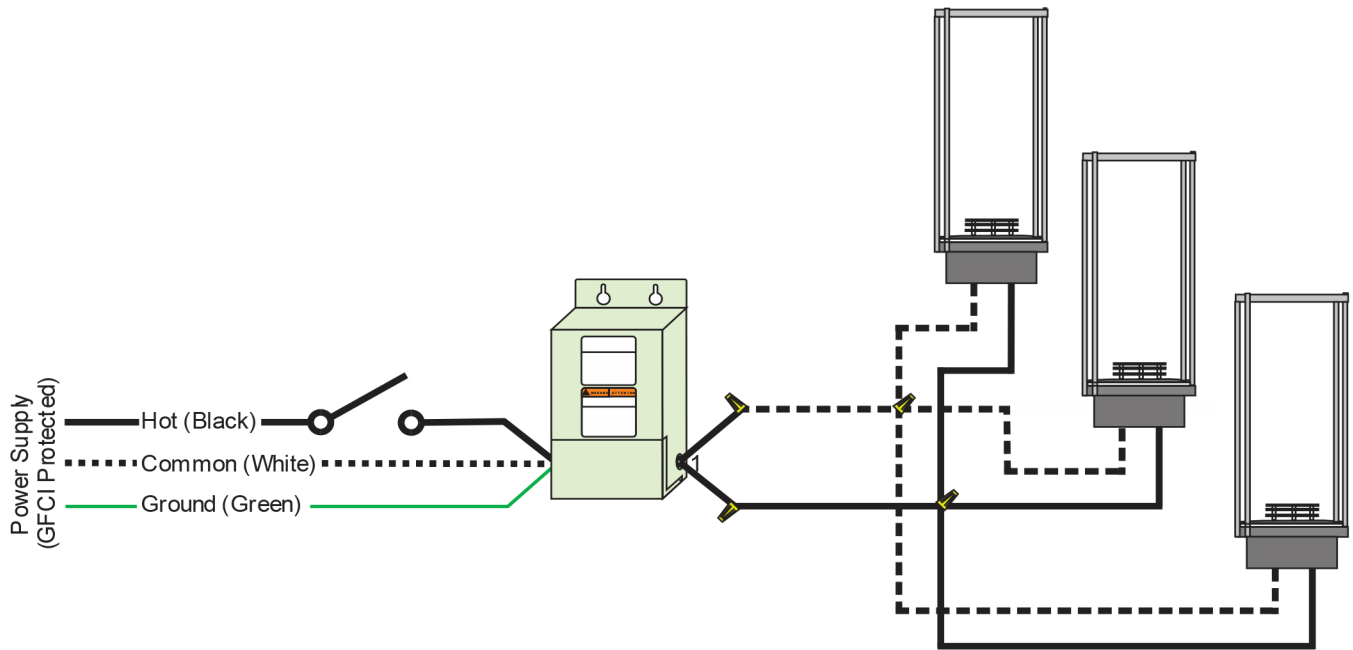 Power Supply
(GFCI Protected)
Hot (Black)
Common (White)
Ground (Green)